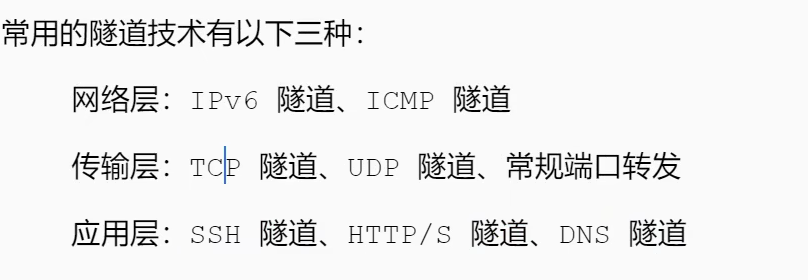 常用的隧道技术有以下三种：
网络层：IPv6 隧道、ICMP 隧道
传输层：TCP 隧道、UDP 隧道、常规端口转发
应用层：SSH 隧道、HTTP/S 隧道、DNS 隧道